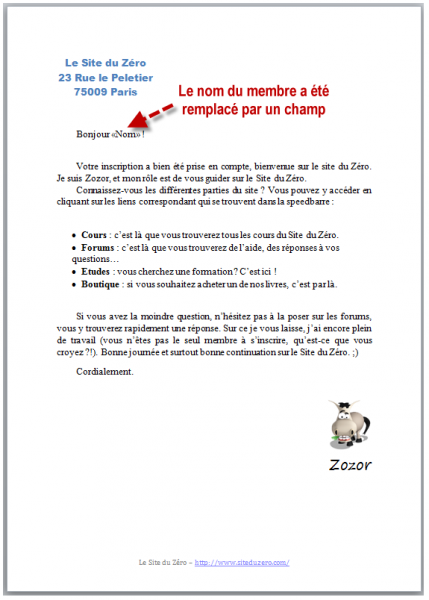 Le Site du Zéro
23 Rue le Peletier
75009 Paris
Le nom du membre a été
remplacé par un champ
Bonjour «Nom» !
Votre inscription a bien été prise en compte, bienvenue sur le site du Zéro.
Je suis Zozor, et mon rôle est de vous guider sur le Site du Zéro.
Connaissez-vous les différentes parties du site ? Vous pouvez y accéder en
cliquant sur les liens correspondant qui se trouvent dans la speedbarre :
• Cours : c'est là que vous trouverez tous les cours du Site du Zéro.
• Forums : c'est là que vous trouverez de l'aide, des réponses à vos
questions…
• Etudes : vous cherchez une formation ? C'est ici !
• Boutique : si vous souhaitez acheter un de nos livres, c'est par là.
Si vous avez la moindre question, n'hésitez pas à la poser sur les forums,
vous y trouverez rapidement une réponse. Sur ce je vous laisse, j'ai encore plein
de travail (vous n'êtes pas le seul membre à s'inscrire, qu'est-ce que vous
croyez ?!). Bonne journée et surtout bonne continuation sur le Site du Zéro. ;)
Cordialement.
Zozor
Le Site du Zéro – http://www.siteduzero.com/